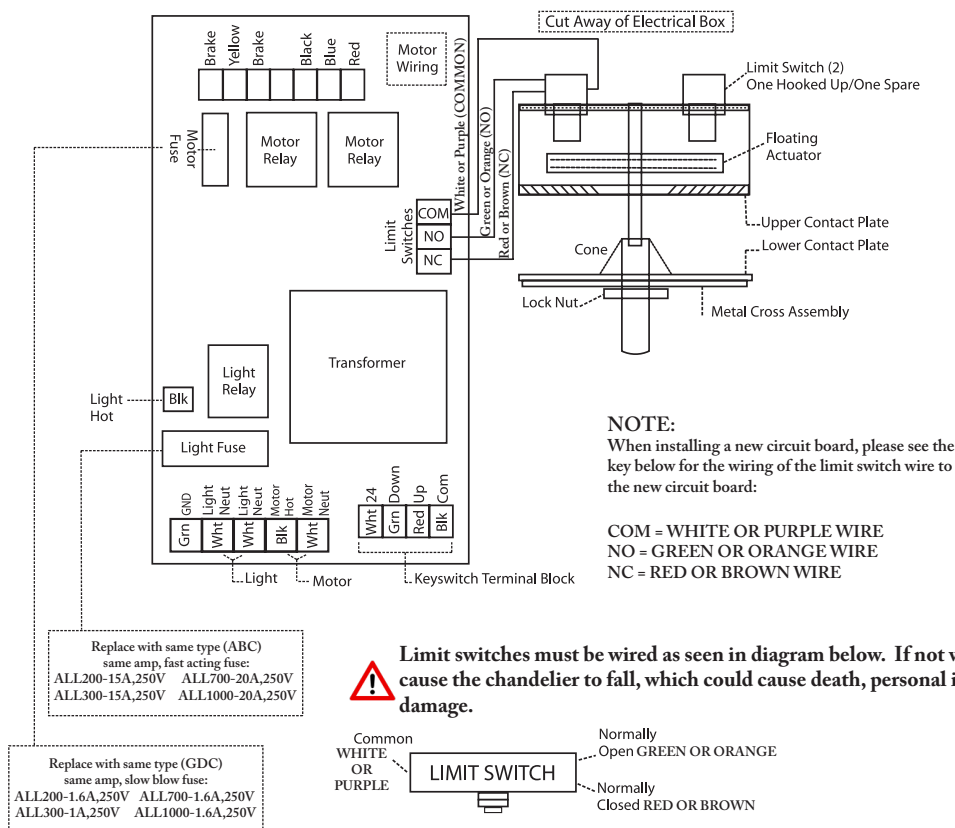 Cut Away of Electrical Box
Brake
Yellow
Brake
Black
Blue
Red
Motor
Wiring
White or Purple (COMMON)
Green or Orange (NO)
Red or Brown (NC)
Limit Switch (2)
One Hooked Up/One Spare
Floating
Actuator
Upper Contact Plate
Lower Contact Plate
Cone
Lock Nut
Metal Cross Assembly
Motor
Fuse
Motor
Relay
Motor
Relay
Limit
Switches
COM
NO
NC
Transformer
Light
Relay
Light
Hot
Blk
Light Fuse
GND
Light
Neut
Light
Neut
Motor
Hot
Motor
Neut
Grn
Wht
Wht
Blk
Wht
24
Down
Up
Com
Wht
Grn
Red
Blk
Light
Motor
Keyswitch Terminal Block
NOTE:
When installing a new circuit board, please see the
key below for the wiring of the limit switch wire to
the new circuit board:
COM = WHITE OR PURPLE WIRE
NO = GREEN OR ORANGE WIRE
NC = RED OR BROWN WIRE
Replace with same type (ABC)
same amp, fast acting fuse:
ALL200-15A,250V ALL700-20A,250V
ALL300-15A,250V ALL1000-20A,250V
Limit switches must be wired as seen in diagram below. If not w
cause the chandelier to fall, which could cause death, personal i
damage.
Replace with same type (GDC)
same amp, slow blow fuse:
ALL200-1.6A,250V ALL700-1.6A,250V
ALL300-1A,250V ALL1000-1.6A,250V
Common
WHITE
OR
PURPLE
LIMIT SWITCH
Normally
Open GREEN OR ORANGE
Normally
Closed RED OR BROWN